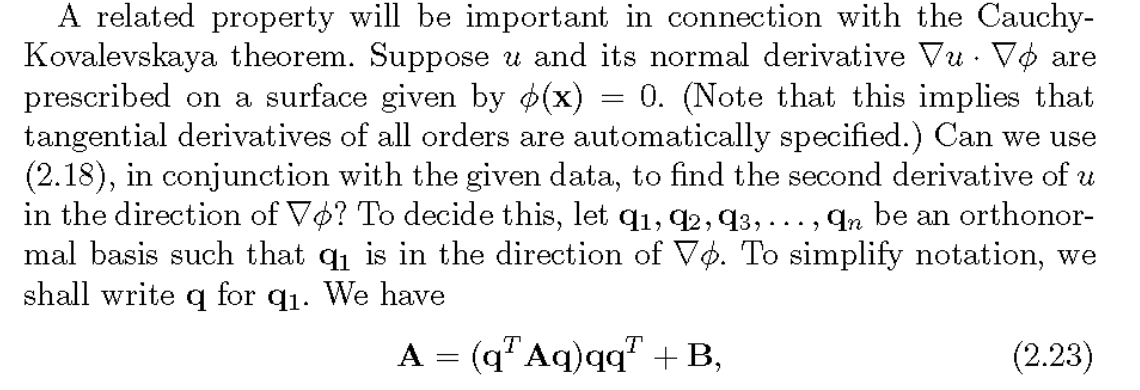 A related property will be important in connection with the Cauchy-
Kovalevskaya theorem. Suppose u and its normal derivative ∇u · ∇ϕ are
prescribed on a surface given by ϕ(x) = 0. (Note that this implies that
tangential derivatives of all orders are automatically specified.) Can we use
(2.18), in conjunction with the given data, to find the second derivative of u
in the direction of ∇ϕ? To decide this, let q₁, q₂, q₃, . . . , qₙ be an orthonor-
mal basis such that q₁ is in the direction of ∇ϕ. To simplify notation, we
shall write q for q₁. We have
A = (qᵀAq)qqᵀ + B, (2.23)